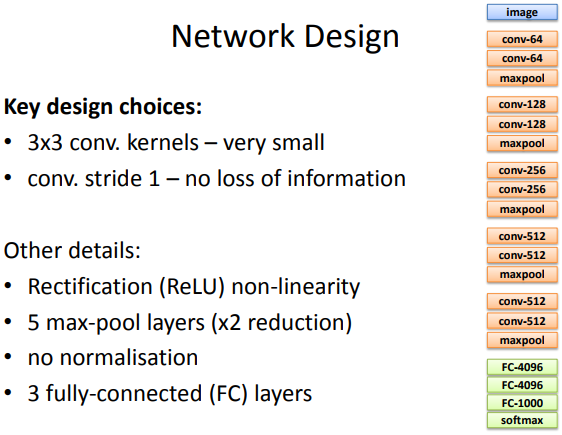 Network Design
Key design choices:
• 3x3 conv. kernels – very small
• conv. stride 1 – no loss of information
Other details:
• Rectification (ReLU) non-linearity
• 5 max-pool layers (x2 reduction)
• no normalisation
• 3 fully-connected (FC) layers
image
conv-64
conv-64
maxpool
conv-128
conv-128
maxpool
conv-256
conv-256
maxpool
conv-512
conv-512
maxpool
conv-512
conv-512
maxpool
FC-4096
FC-4096
FC-1000
softmax